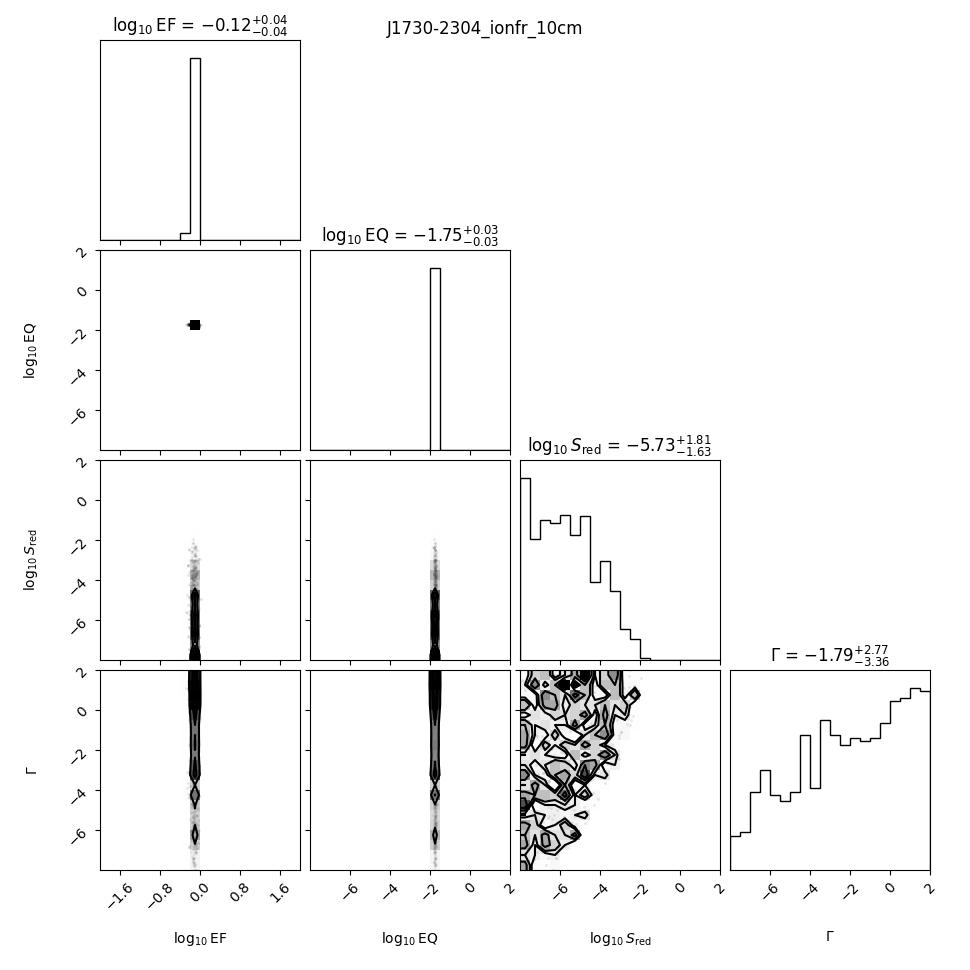 log₁₀ EF = −0.12 +0.04 −0.04
J1730-2304_ionfr_10cm
log₁₀ EQ = −1.75 +0.03 −0.03
2
0
−2
−4
−6
log₁₀ EQ
log₁₀ S_red = −5.73 +1.81 −1.63
2
0
−2
−4
−6
log₁₀ S_red
Γ = −1.79 +2.77 −3.36
2
0
−2
−4
−6
Γ
−1.6 −0.8 0.0 0.8 1.6
−6 −4 −2 0 2
−6 −4 −2 0 2
−6 −4 −2 0 2
log₁₀ EF
log₁₀ EQ
log₁₀ S_red
Γ